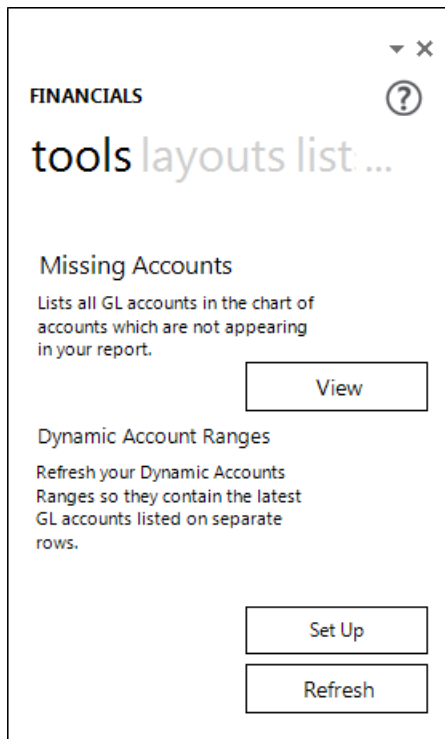 FINANCIALS
tools layouts list ...
Missing Accounts
Lists all GL accounts in the chart of
accounts which are not appearing
in your report.
View
Dynamic Account Ranges
Refresh your Dynamic Accounts
Ranges so they contain the latest
GL accounts listed on separate
rows.
Set Up
Refresh